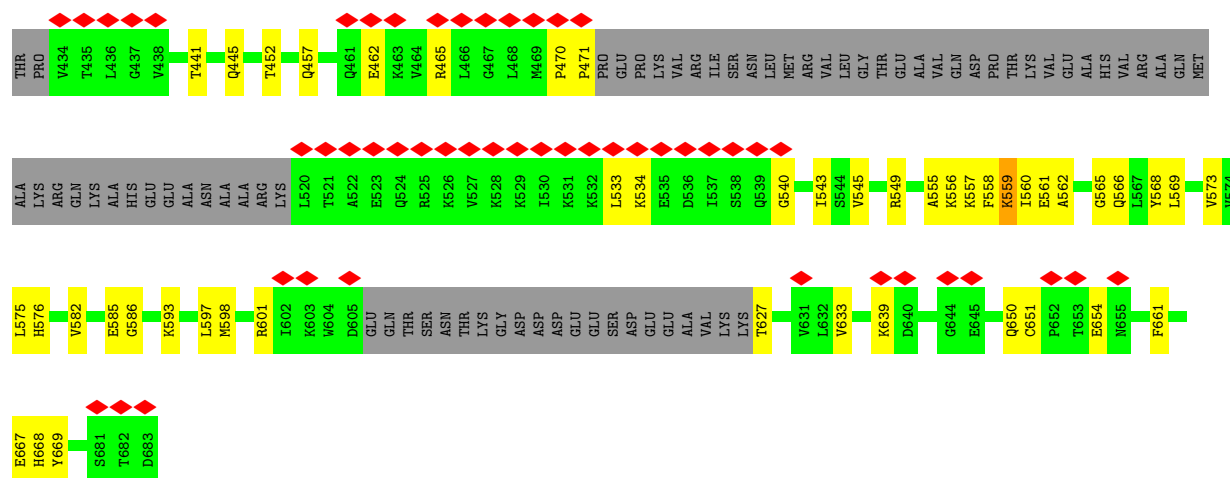 THR PRO V434 T435 L436 G437 V438 T441 Q445 T452 Q457 Q461 E462 K463 V464 R465 L466 G467 L468 M469 P470 P471 PRO GLU PRO LYS VAL ARG ILE SER ASN LEU MET ARG VAL LEU GLY THR GLU ALA VAL GLN ASP PRO THR LYS VAL GLU ALA HIS VAL ARG ALA GLN MET
ALA LYS ARG GLN LYS ALA HIS GLU GLU ALA ASN ALA ALA ARG LYS L520 T521 A522 E523 Q524 R525 K526 V527 K528 K529 I530 K531 K532 L533 K534 E535 D536 I537 S538 Q539 G540 I543 S544 V545 R549 A555 K556 K557 F558 K559 I560 E561 A562 G565 Q566 L567 Y568 L569 V573
L575 H576 V582 E585 G586 K593 L597 M598 R601 I602 K603 W604 D605 GLU GLN THR SER ASN THR LYS GLY ASP ASP ASP GLU GLU SER ASP GLU GLU ALA VAL LYS LYS T627 V631 L632 V633 K639 D640 G644 E645 Q650 C651 P652 T653 E654 N655 F661
E667 H668 Y669 S681 T682 D683